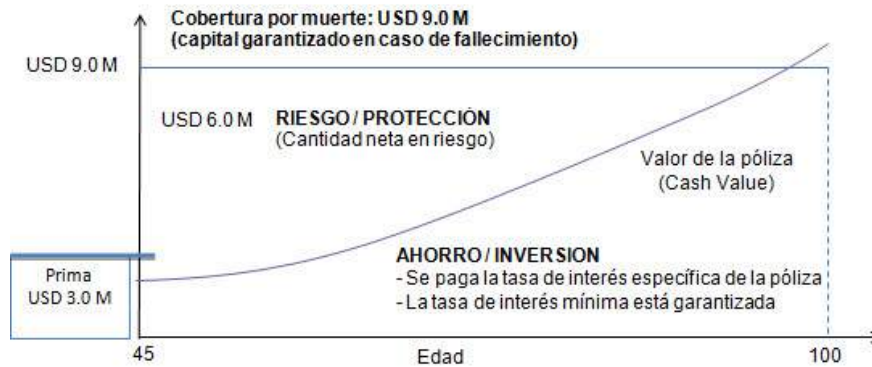 Cobertura por muerte: USD 9.0 M
(capital garantizado en caso de fallecimiento)
USD 9.0 M
USD 6.0 M RIESGO / PROTECCIÓN
(Cantidad neta en riesgo)
Valor de la póliza
(Cash Value)
AHORRO / INVERSION
- Se paga la tasa de interés específica de la póliza
- La tasa de interés mínima está garantizada
Prima
USD 3.0 M
45 Edad 100